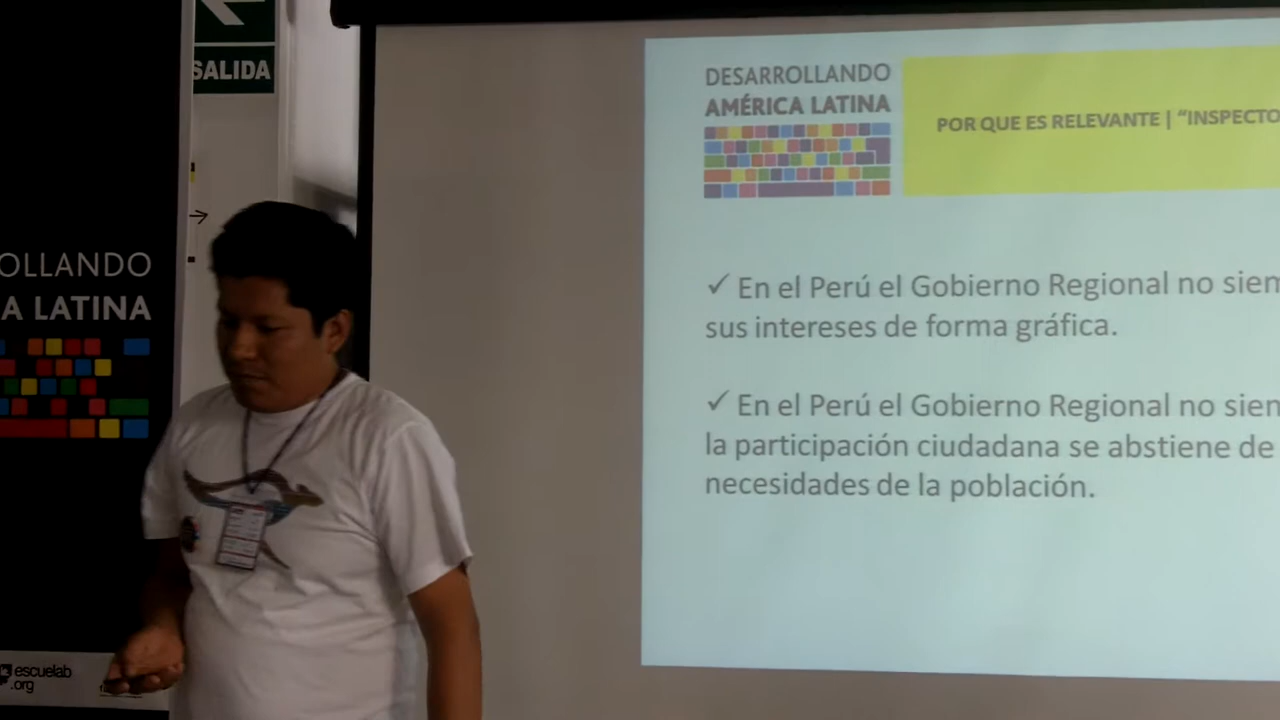 SALIDA
OLLANDO
A LATINA
escuelab
.org
DESARROLLANDO
AMÉRICA LATINA
POR QUE ES RELEVANTE | "INSPECTO
✓ En el Perú el Gobierno Regional no siem
sus intereses de forma gráfica.
✓ En el Perú el Gobierno Regional no siem
la participación ciudadana se abstiene de
necesidades de la población.